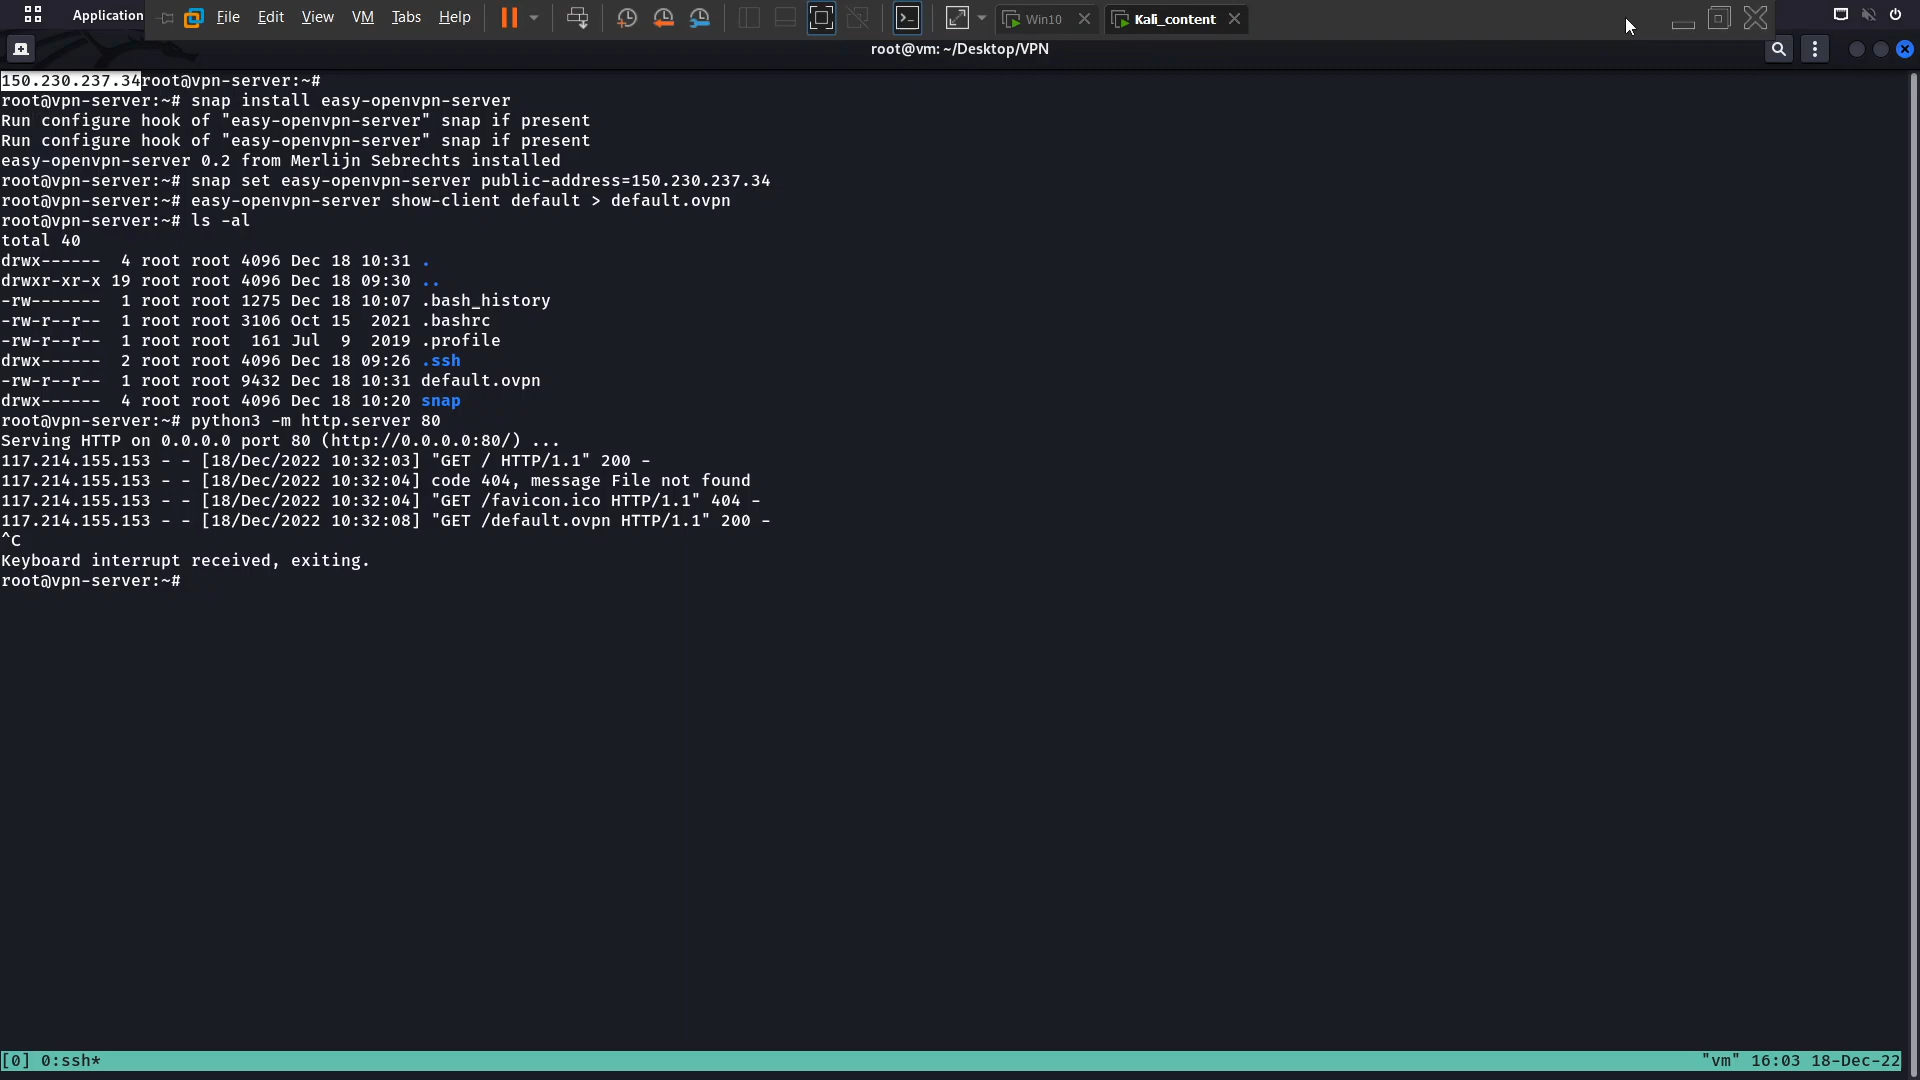 Application
File Edit View VM Tabs Help
Win10
Kali_content
root@vm: ~/Desktop/VPN
150.230.237.34root@vpn-server:~#
root@vpn-server:~# snap install easy-openvpn-server
Run configure hook of "easy-openvpn-server" snap if present
Run configure hook of "easy-openvpn-server" snap if present
easy-openvpn-server 0.2 from Merlijn Sebrechts installed
root@vpn-server:~# snap set easy-openvpn-server public-address=150.230.237.34
root@vpn-server:~# easy-openvpn-server show-client default > default.ovpn
root@vpn-server:~# ls -al
total 40
drwx------  4 root root 4096 Dec 18 10:31 .
drwxr-xr-x 19 root root 4096 Dec 18 09:30 ..
-rw-------  1 root root 1275 Dec 18 10:07 .bash_history
-rw-r--r--  1 root root 3106 Oct 15  2021 .bashrc
-rw-r--r--  1 root root  161 Jul  9  2019 .profile
drwx------  2 root root 4096 Dec 18 09:26 .ssh
-rw-r--r--  1 root root 9432 Dec 18 10:31 default.ovpn
drwx------  4 root root 4096 Dec 18 10:20 snap
root@vpn-server:~# python3 -m http.server 80
Serving HTTP on 0.0.0.0 port 80 (http://0.0.0.0:80/) ...
117.214.155.153 - - [18/Dec/2022 10:32:03] "GET / HTTP/1.1" 200 -
117.214.155.153 - - [18/Dec/2022 10:32:04] code 404, message File not found
117.214.155.153 - - [18/Dec/2022 10:32:04] "GET /favicon.ico HTTP/1.1" 404 -
117.214.155.153 - - [18/Dec/2022 10:32:08] "GET /default.ovpn HTTP/1.1" 200 -
^C
Keyboard interrupt received, exiting.
root@vpn-server:~#
[0] 0:ssh* "vm" 16:03 18-Dec-22